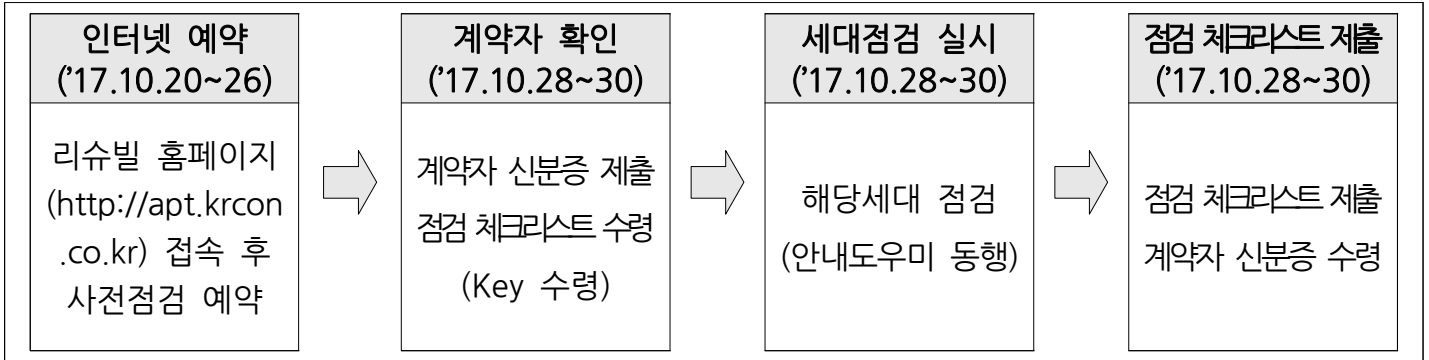 인터넷 예약
('17.10.20~26)
리슈빌 홈페이지
(http://apt.krcon
.co.kr) 접속 후
사전점검 예약
계약자 확인
('17.10.28~30)
계약자 신분증 제출
점검 체크리스트 수령
(Key 수령)
세대점검 실시
('17.10.28~30)
해당세대 점검
(안내도우미 동행)
점검 체크리스트 제출
('17.10.28~30)
점검 체크리스트 제출
계약자 신분증 수령